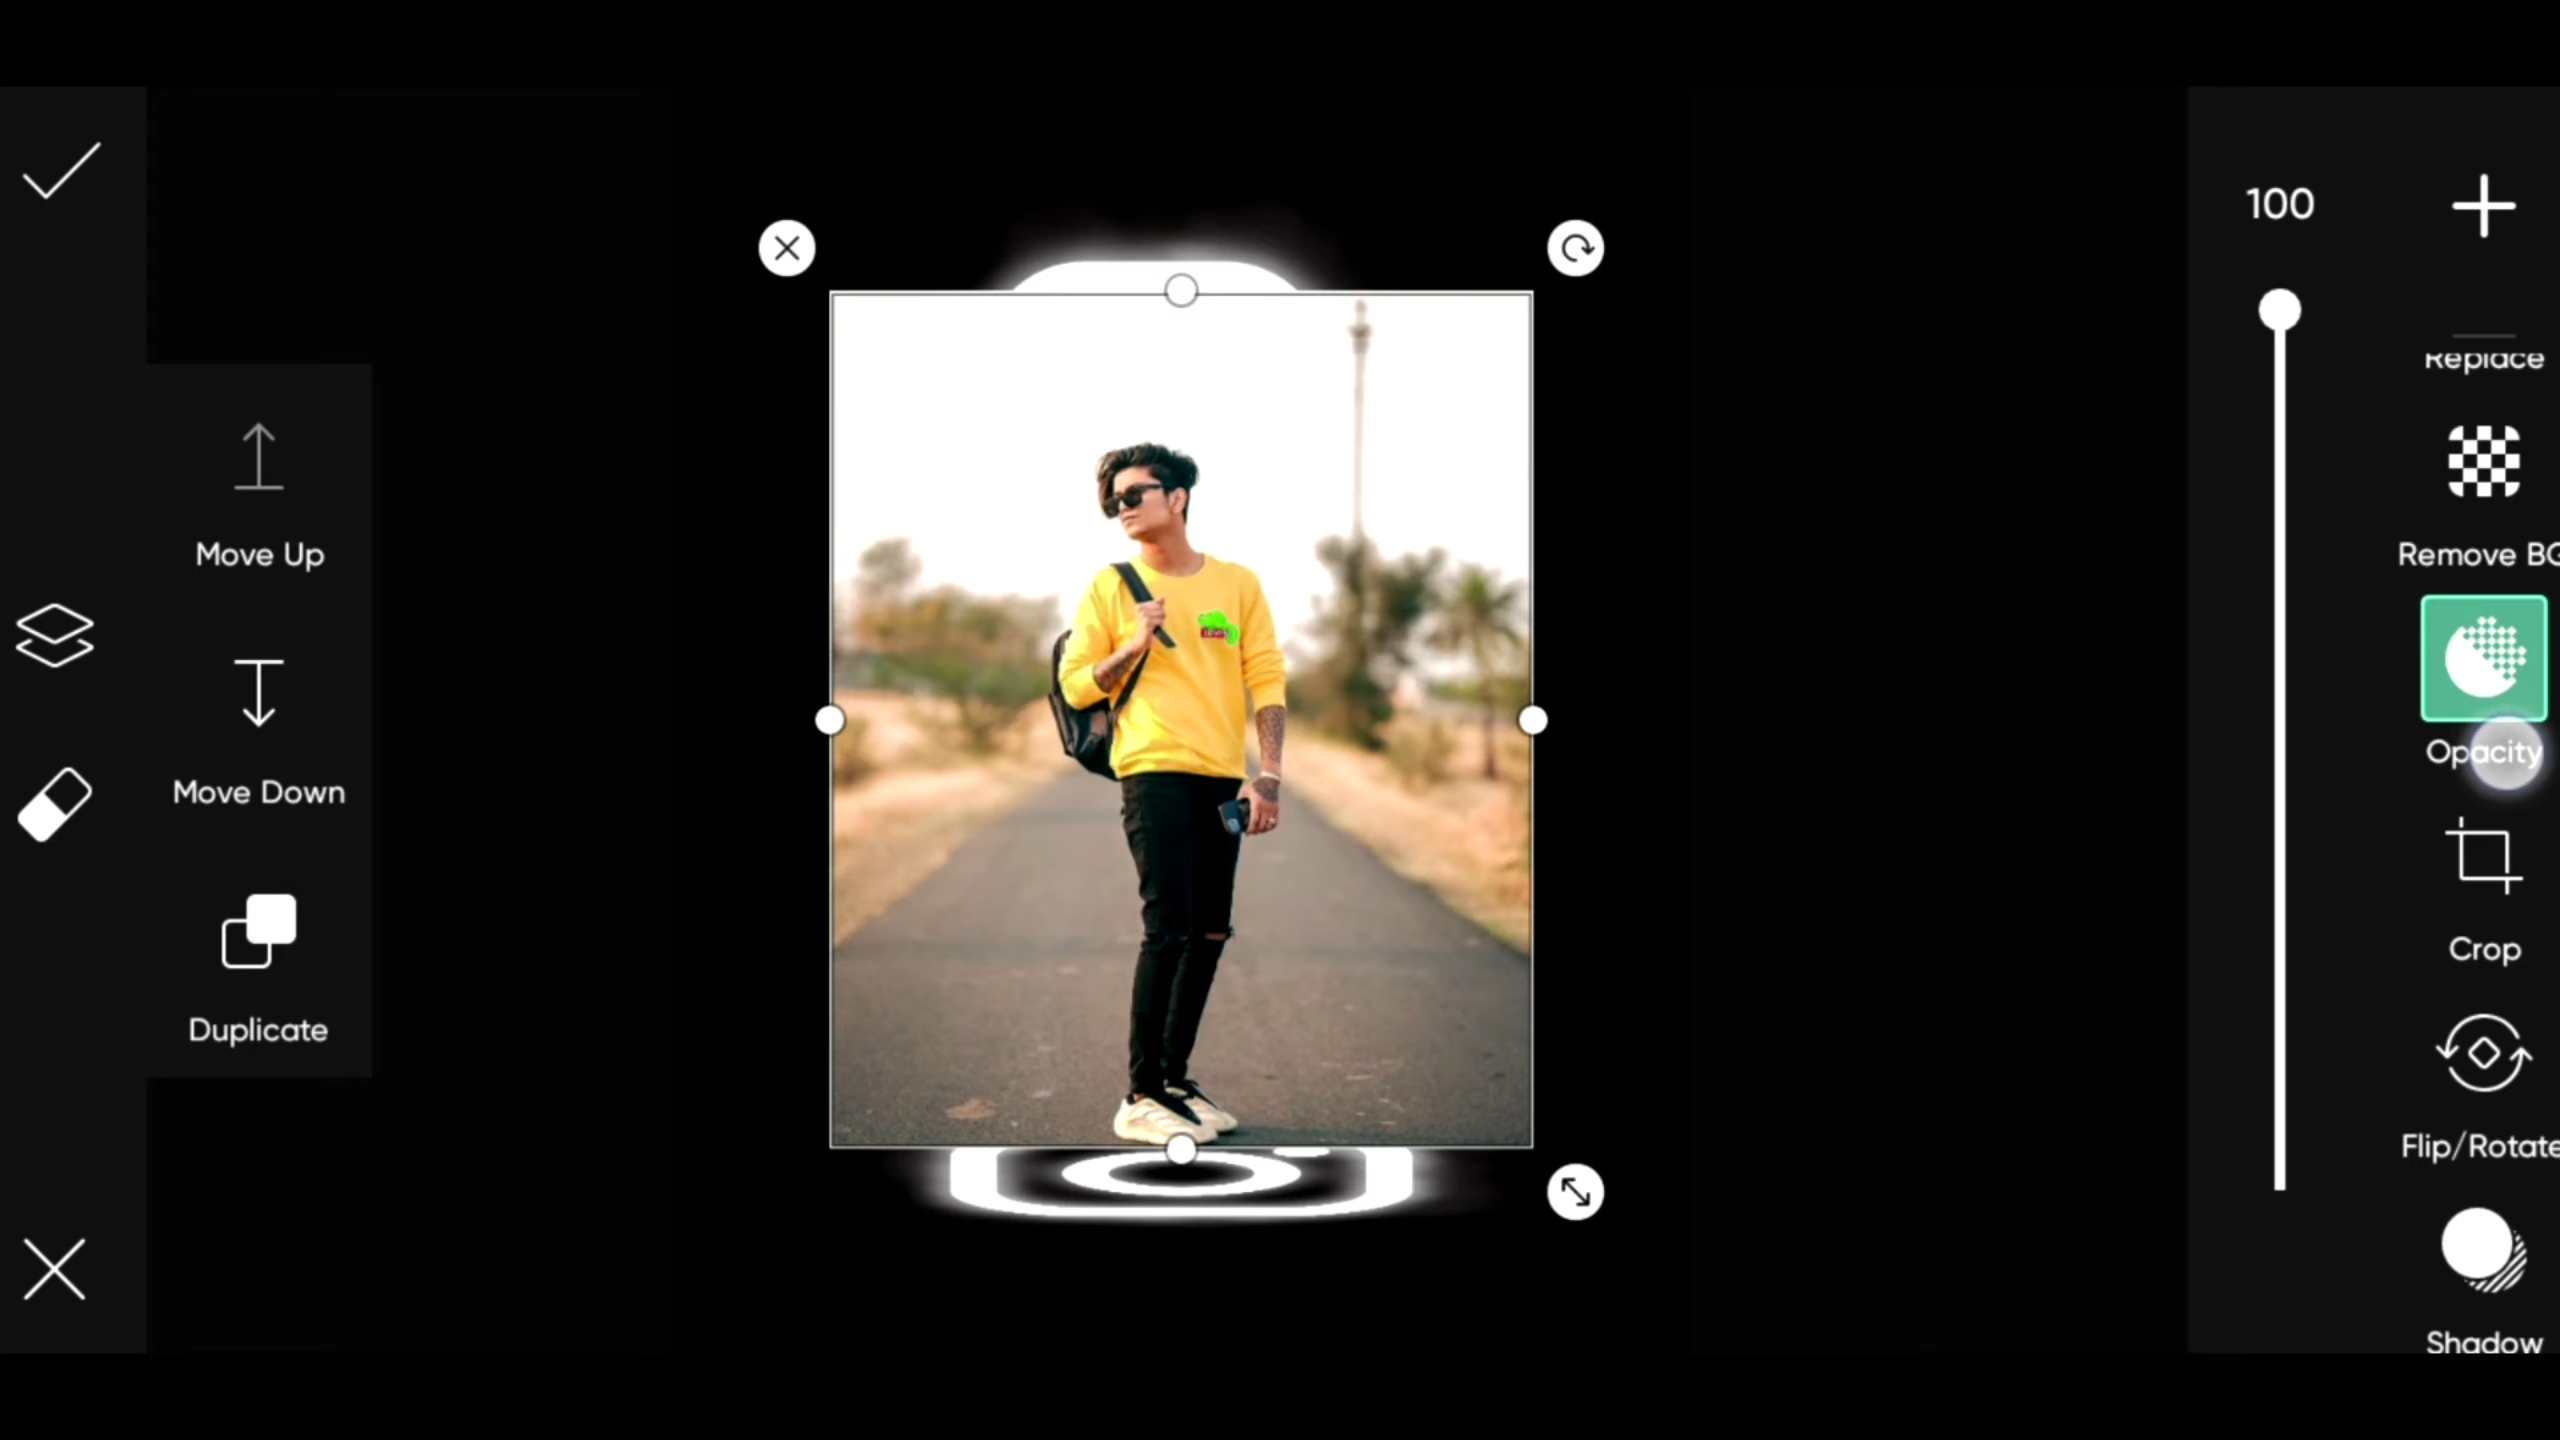 100
Replace
Move Up
Remove BG
Opacity
Move Down
Crop
Duplicate
Flip/Rotate
Shadow